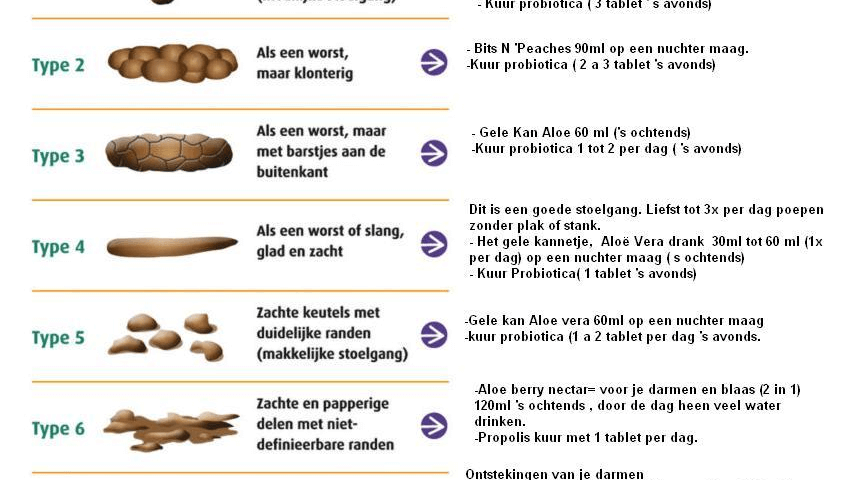 - Kuur probiotica ( 3 tablet ' s avonds)
Type 2
Als een worst,
maar klonterig
- Bits N 'Peaches 90ml op een nuchter maag.
-Kuur probiotica ( 2 a 3 tablet 's avonds)
Type 3
Als een worst, maar
met barstjes aan de
buitenkant
- Gele Kan Aloe 60 ml ('s ochtends)
-Kuur probiotica 1 tot 2 per dag ( 's avonds)
Type 4
Als een worst of slang,
glad en zacht
Dit is een goede stoelgang. Liefst tot 3x per dag poepen
zonder plak of stank.
- Het gele kannetje, Aloë Vera drank 30ml tot 60 ml (1x
per dag) op een nuchter maag ( s ochtends)
- Kuur Probiotica( 1 tablet 's avonds)
Type 5
Zachte keutels met
duidelijke randen
(makkelijke stoelgang)
-Gele kan Aloe vera 60ml op een nuchter maag
-kuur probiotica (1 a 2 tablet per dag 's avonds.
Type 6
Zachte en papperige
delen met niet-
definieerbare randen
-Aloe berry nectar= voor je darmen en blaas (2 in 1)
120ml 's ochtends , door de dag heen veel water
drinken.
-Propolis kuur met 1 tablet per dag.
Ontstekingen van je darmen